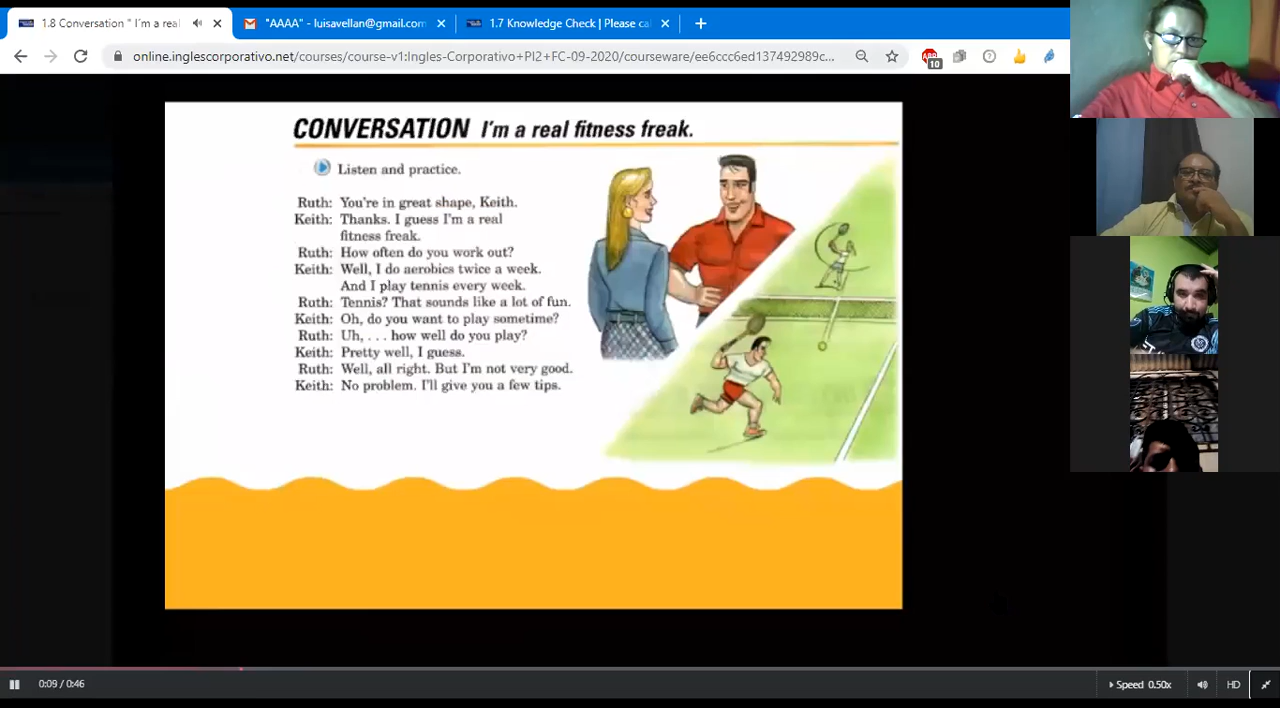 1.8 Conversation " I´m a real
"AAAA" - luisavellan@gmail.com
1.7 Knowledge Check | Please ca
online.inglescorporativo.net/courses/course-v1:Ingles-Corporativo+PI2+FC-09-2020/courseware/ee6ccc6ed137492989c...
ABP
10
CONVERSATION I'm a real fitness freak.
Listen and practice.
Ruth: You're in great shape, Keith.
Keith: Thanks. I guess I'm a real
fitness freak.
Ruth: How often do you work out?
Keith: Well, I do aerobics twice a week.
And I play tennis every week.
Ruth: Tennis? That sounds like a lot of fun.
Keith: Oh, do you want to play sometime?
Ruth: Uh, . . . how well do you play?
Keith: Pretty well, I guess.
Ruth: Well, all right. But I'm not very good.
Keith: No problem. I'll give you a few tips.
0:09 / 0:46
Speed 0.50x
HD